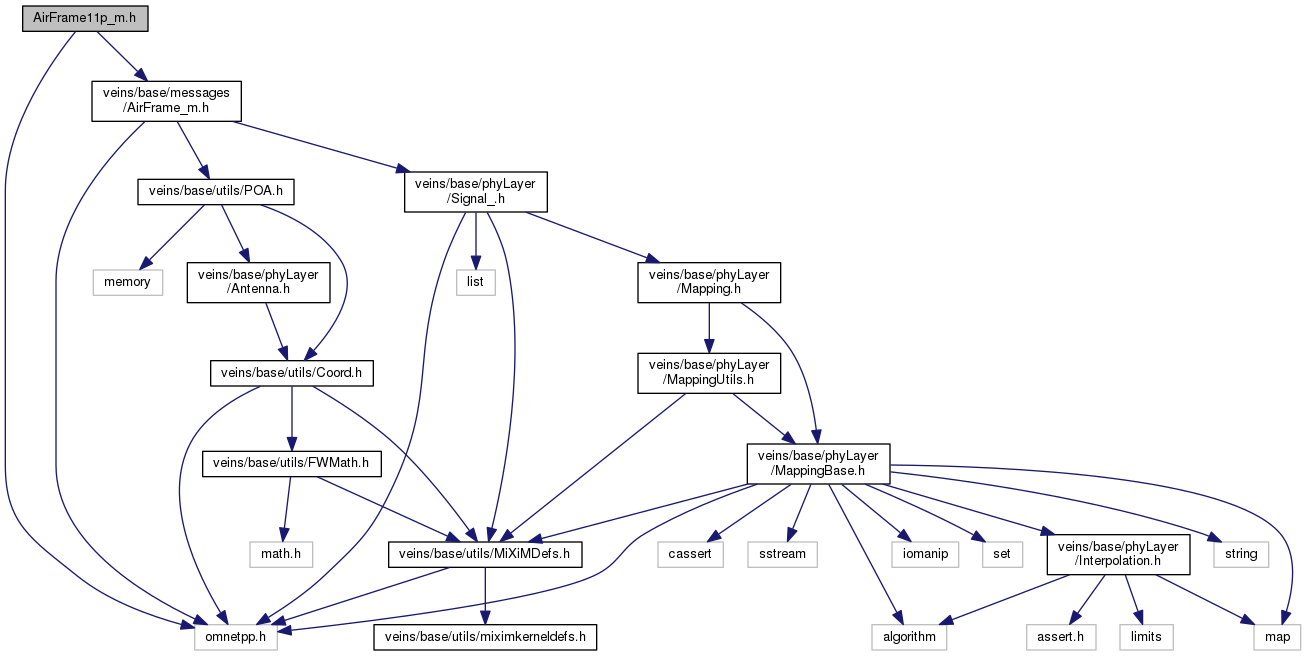 AirFrame11p_m.h
veins/base/messages
/AirFrame_m.h
veins/base/utils/POA.h
veins/base/phyLayer
/Signal_.h
memory
veins/base/phyLayer
/Antenna.h
list
veins/base/phyLayer
/Mapping.h
veins/base/utils/Coord.h
veins/base/phyLayer
/MappingUtils.h
veins/base/utils/FWMath.h
veins/base/phyLayer
/MappingBase.h
math.h
veins/base/utils/MiXiMDefs.h
cassert
sstream
iomanip
set
veins/base/phyLayer
/Interpolation.h
string
omnetpp.h
veins/base/utils/miximkerneldefs.h
algorithm
assert.h
limits
map